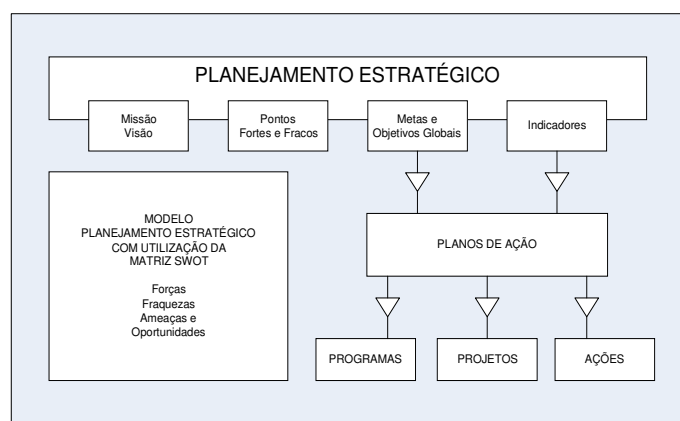 PLANEJAMENTO ESTRATÉGICO
Missão
Visão
Pontos
Fortes e Fracos
Metas e
Objetivos Globais
Indicadores
MODELO
PLANEJAMENTO ESTRATÉGICO
COM UTILIZAÇÃO DA
MATRIZ SWOT
Forças
Fraquezas
Ameaças e
Oportunidades
PLANOS DE AÇÃO
PROGRAMAS
PROJETOS
AÇÕES